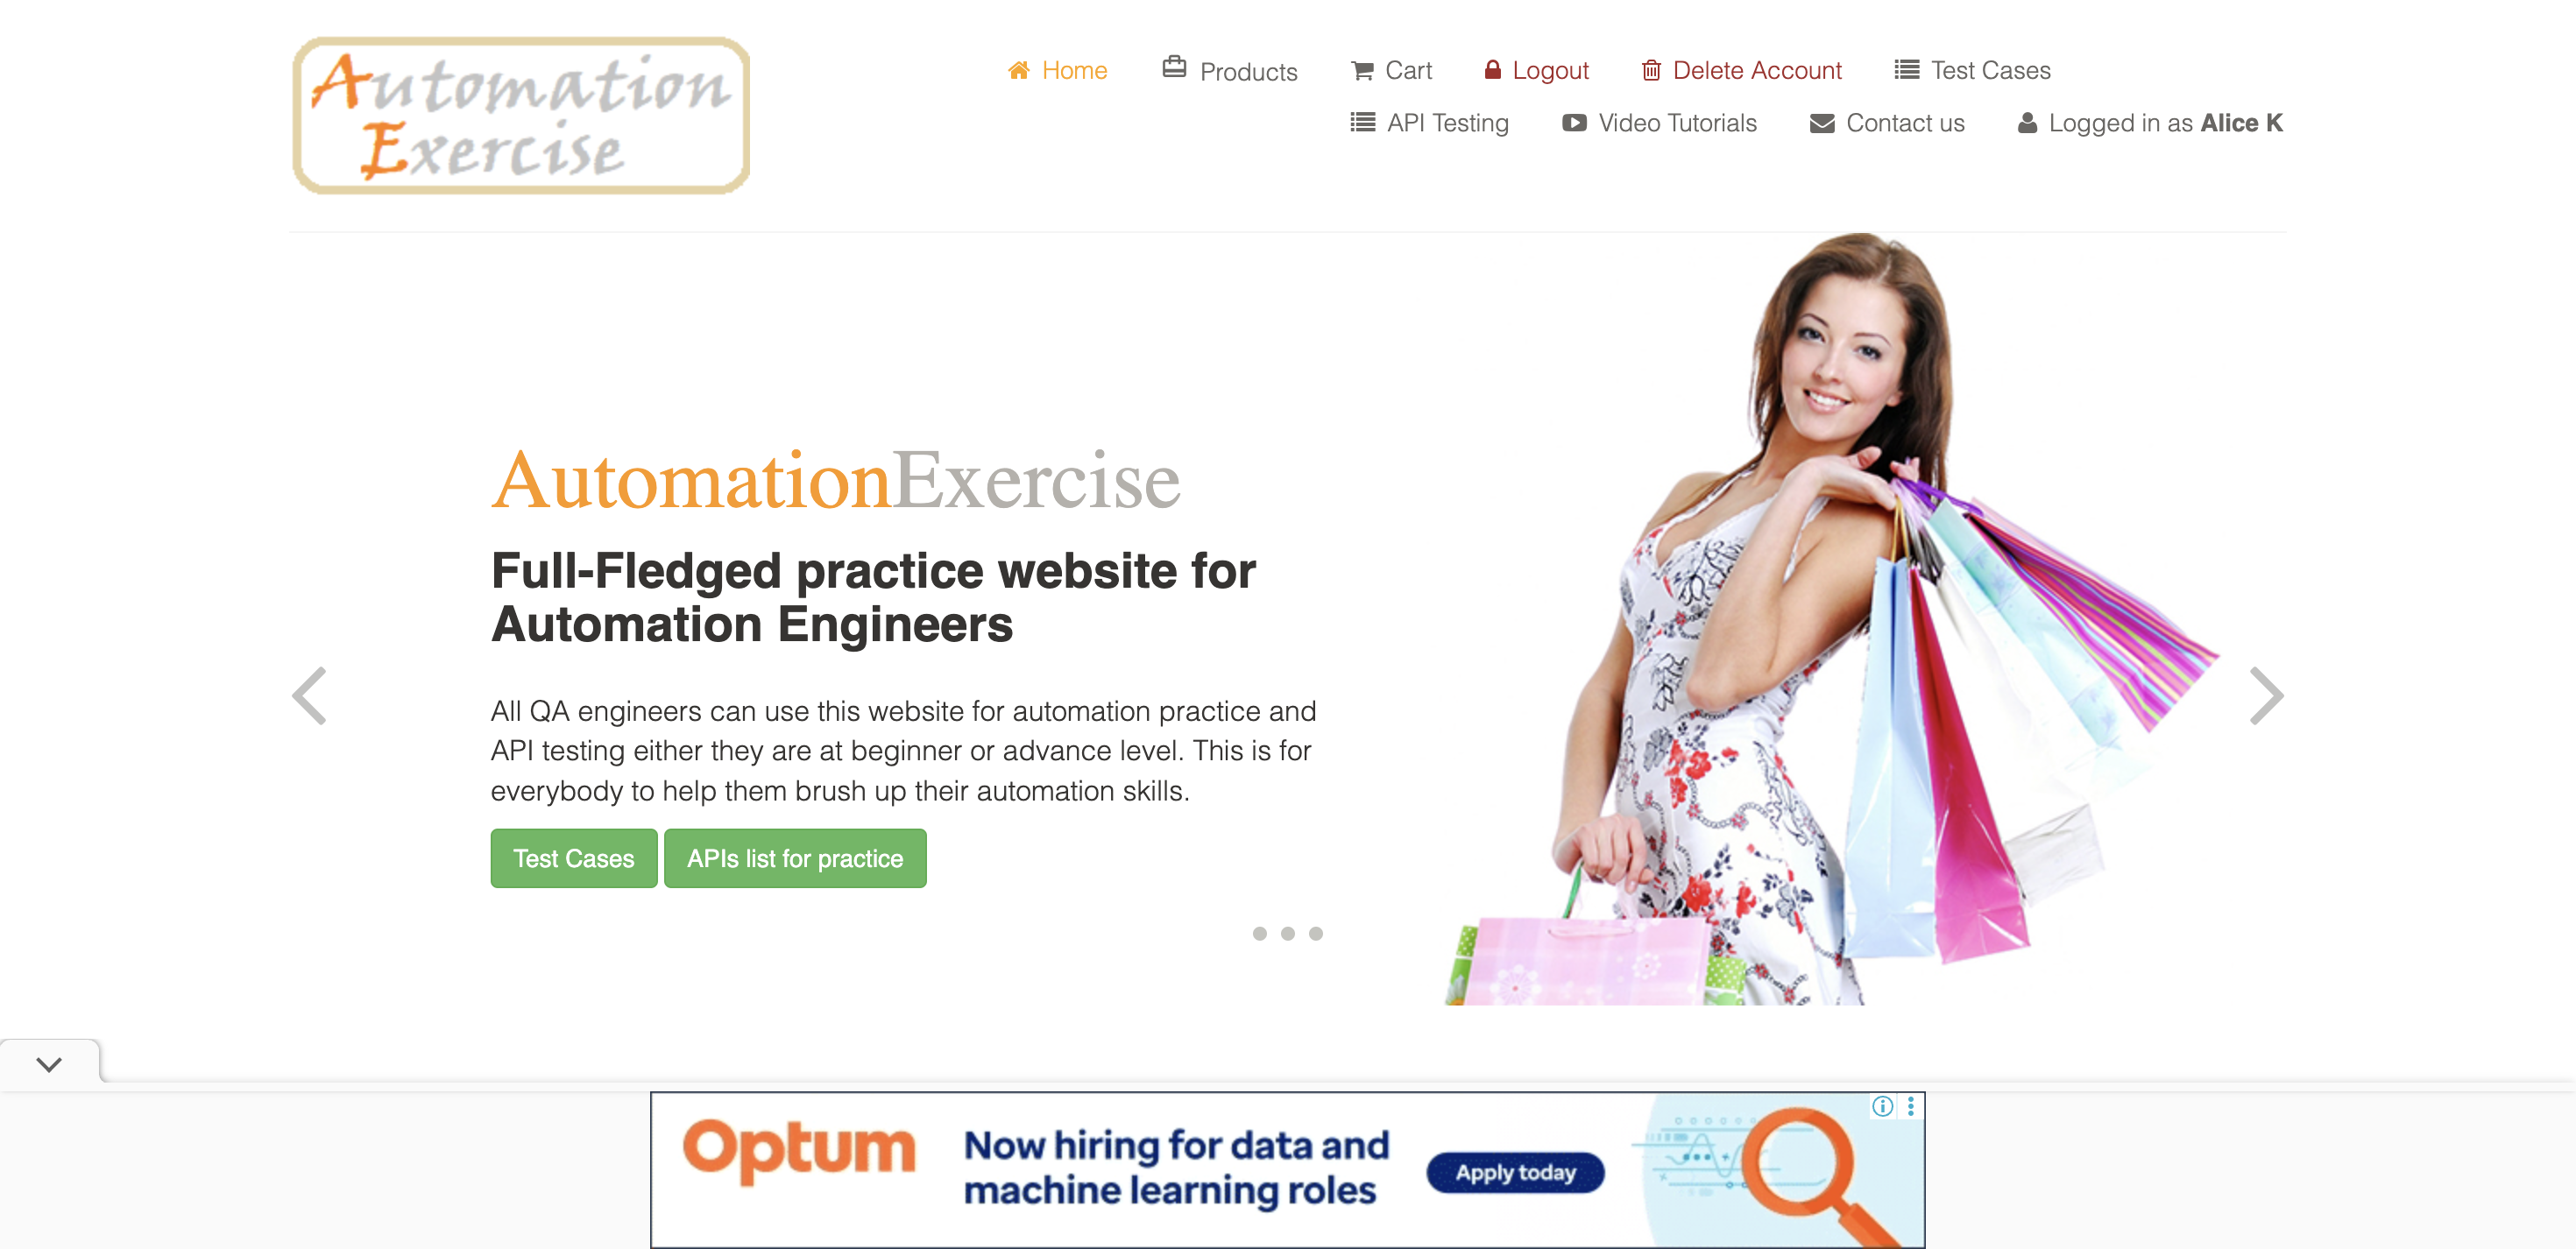 Automation
Exercise
Home Products Cart Logout Delete Account Test Cases
API Testing Video Tutorials Contact us Logged in as Alice K
AutomationExercise
Full-Fledged practice website for
Automation Engineers
All QA engineers can use this website for automation practice and
API testing either they are at beginner or advance level. This is for
everybody to help them brush up their automation skills.
Test Cases APIs list for practice
Optum
Now hiring for data and
machine learning roles
Apply today